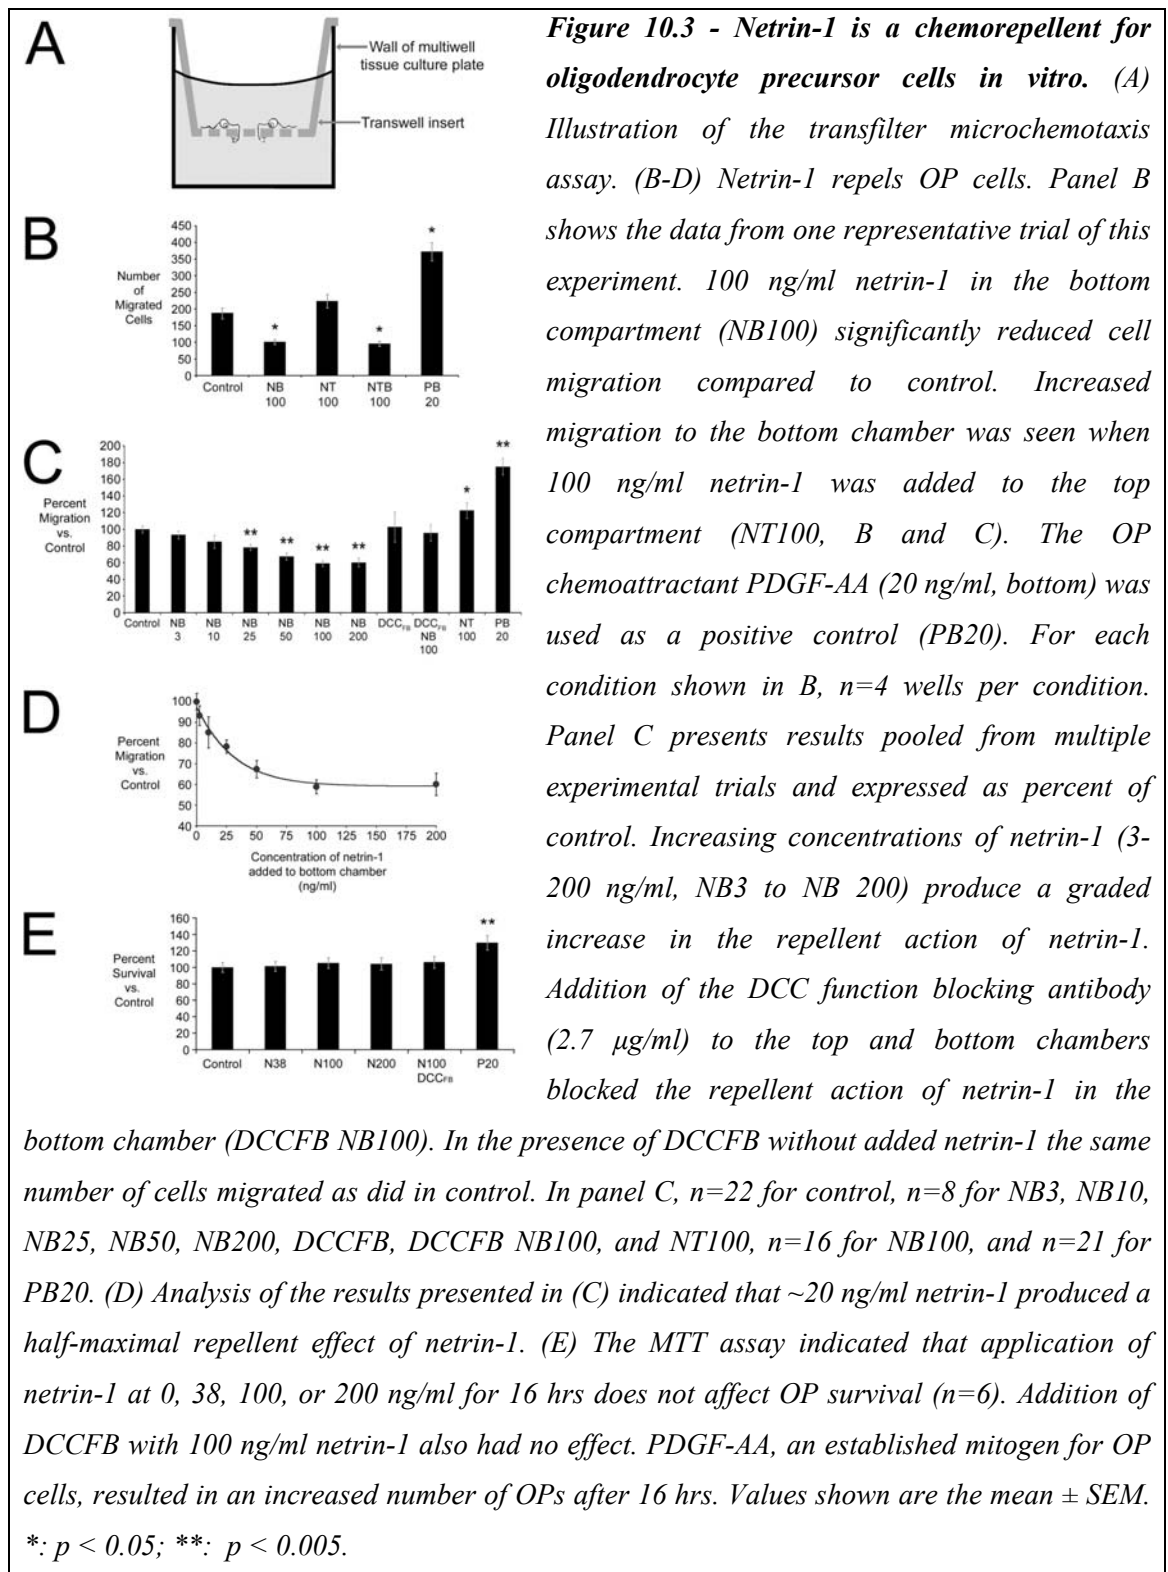 A
Wall of multiwell
tissue culture plate
Transwell insert
B
450
400
350
300
250
200
150
100
50
0
Number
of
Migrated
Cells
*
*
*
Control
NB
100
NT
100
NTB
100
PB
20
C
200
180
160
140
120
100
80
60
40
20
0
Percent
Migration
vs.
Control
**
**
**
**
*
**
Control
NB
3
NB
10
NB
25
NB
50
NB
100
NB
200
DCCFB
DCCFB
NB
100
NT
100
PB
20
D
100
90
80
70
60
50
40
Percent
Migration
vs.
Control
0 25 50 75 100 125 150 175 200
Concentration of netrin-1
added to bottom chamber
(ng/ml)
E
160
140
120
100
80
60
40
20
0
Percent
Survival
vs.
Control
**
Control
N38
N100
N200
N100
DCCFB
P20
Figure 10.3 - Netrin-1 is a chemorepellent for
oligodendrocyte precursor cells in vitro. (A)
Illustration of the transfilter microchemotaxis
assay. (B-D) Netrin-1 repels OP cells. Panel B
shows the data from one representative trial of this
experiment. 100 ng/ml netrin-1 in the bottom
compartment (NB100) significantly reduced cell
migration compared to control. Increased
migration to the bottom chamber was seen when
100 ng/ml netrin-1 was added to the top
compartment (NT100, B and C). The OP
chemoattractant PDGF-AA (20 ng/ml, bottom) was
used as a positive control (PB20). For each
condition shown in B, n=4 wells per condition.
Panel C presents results pooled from multiple
experimental trials and expressed as percent of
control. Increasing concentrations of netrin-1 (3-
200 ng/ml, NB3 to NB 200) produce a graded
increase in the repellent action of netrin-1.
Addition of the DCC function blocking antibody
(2.7 μg/ml) to the top and bottom chambers
blocked the repellent action of netrin-1 in the
bottom chamber (DCCFB NB100). In the presence of DCCFB without added netrin-1 the same
number of cells migrated as did in control. In panel C, n=22 for control, n=8 for NB3, NB10,
NB25, NB50, NB200, DCCFB, DCCFB NB100, and NT100, n=16 for NB100, and n=21 for
PB20. (D) Analysis of the results presented in (C) indicated that ~20 ng/ml netrin-1 produced a
half-maximal repellent effect of netrin-1. (E) The MTT assay indicated that application of
netrin-1 at 0, 38, 100, or 200 ng/ml for 16 hrs does not affect OP survival (n=6). Addition of
DCCFB with 100 ng/ml netrin-1 also had no effect. PDGF-AA, an established mitogen for OP
cells, resulted in an increased number of OPs after 16 hrs. Values shown are the mean ± SEM.
*: p < 0.05; **: p < 0.005.